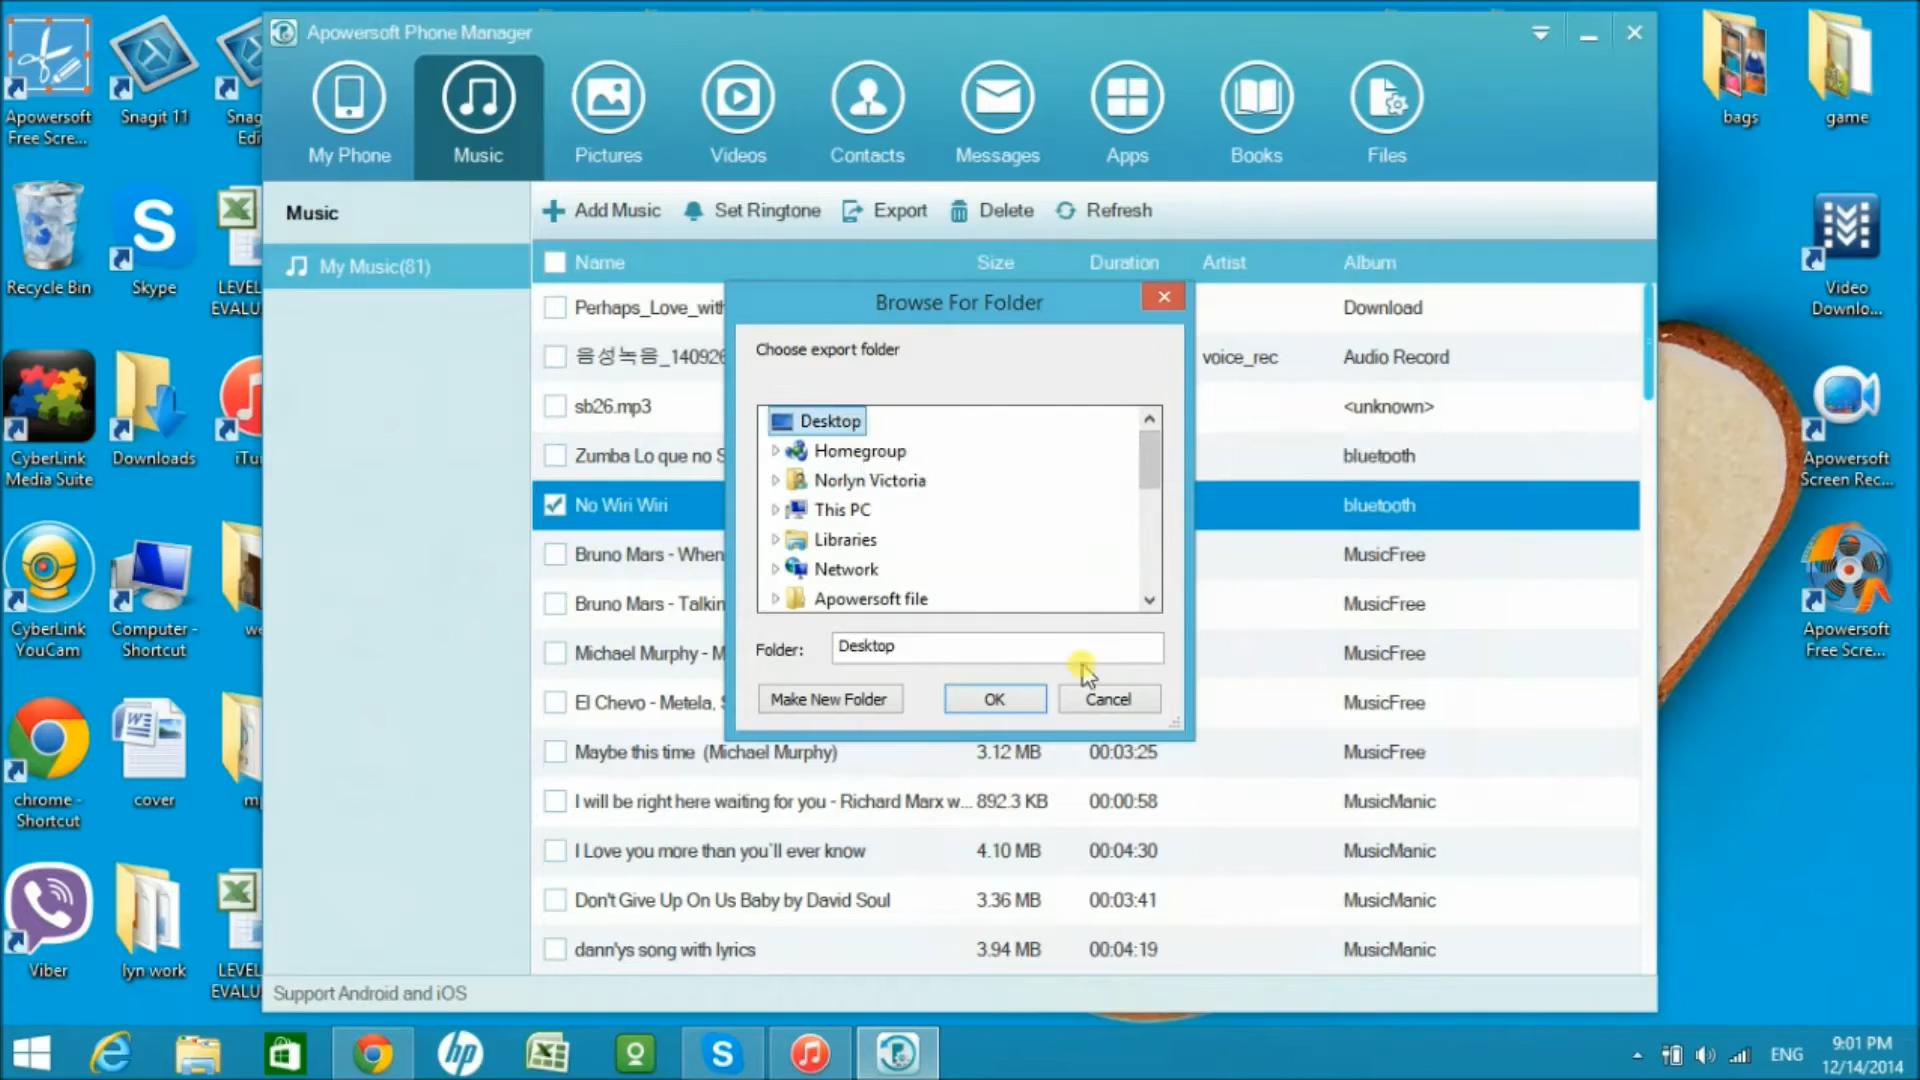 Apowersoft Phone Manager
My Phone
Music
Pictures
Videos
Contacts
Messages
Apps
Books
Files
Music
My Music(81)
Add Music
Set Ringtone
Export
Delete
Refresh
Name Size Duration Artist Album
Perhaps_Love_with Download
음성녹음_140926 voice_rec Audio Record
sb26.mp3 <unknown>
Zumba Lo que no S bluetooth
No Wiri Wiri bluetooth
Bruno Mars - When MusicFree
Bruno Mars - Talkin MusicFree
Michael Murphy - M MusicFree
El Chevo - Metela, S MusicFree
Maybe this time (Michael Murphy) 3.12 MB 00:03:25 MusicFree
I will be right here waiting for you - Richard Marx w... 892.3 KB 00:00:58 MusicManic
I Love you more than you`ll ever know 4.10 MB 00:04:30 MusicManic
Don't Give Up On Us Baby by David Soul 3.36 MB 00:03:41 MusicManic
dann'ys song with lyrics 3.94 MB 00:04:19 MusicManic
Support Android and iOS
Browse For Folder
Choose export folder
Desktop
Homegroup
Norlyn Victoria
This PC
Libraries
Network
Apowersoft file
Folder: Desktop
Make New Folder
OK
Cancel
Apowersoft
Free Scre...
Snagit 11
Snag
Edi
Recycle Bin
Skype
LEVEL
EVALU
CyberLink
Media Suite
Downloads
iTu
CyberLink
YouCam
Computer -
Shortcut
we
chrome -
Shortcut
cover
m
Viber
lyn work
LEVEL
EVALU
bags
game
Video
Downlo...
Apowersoft
Screen Rec...
Apowersoft
Free Scre...
hp
ENG
9:01 PM
12/14/2014